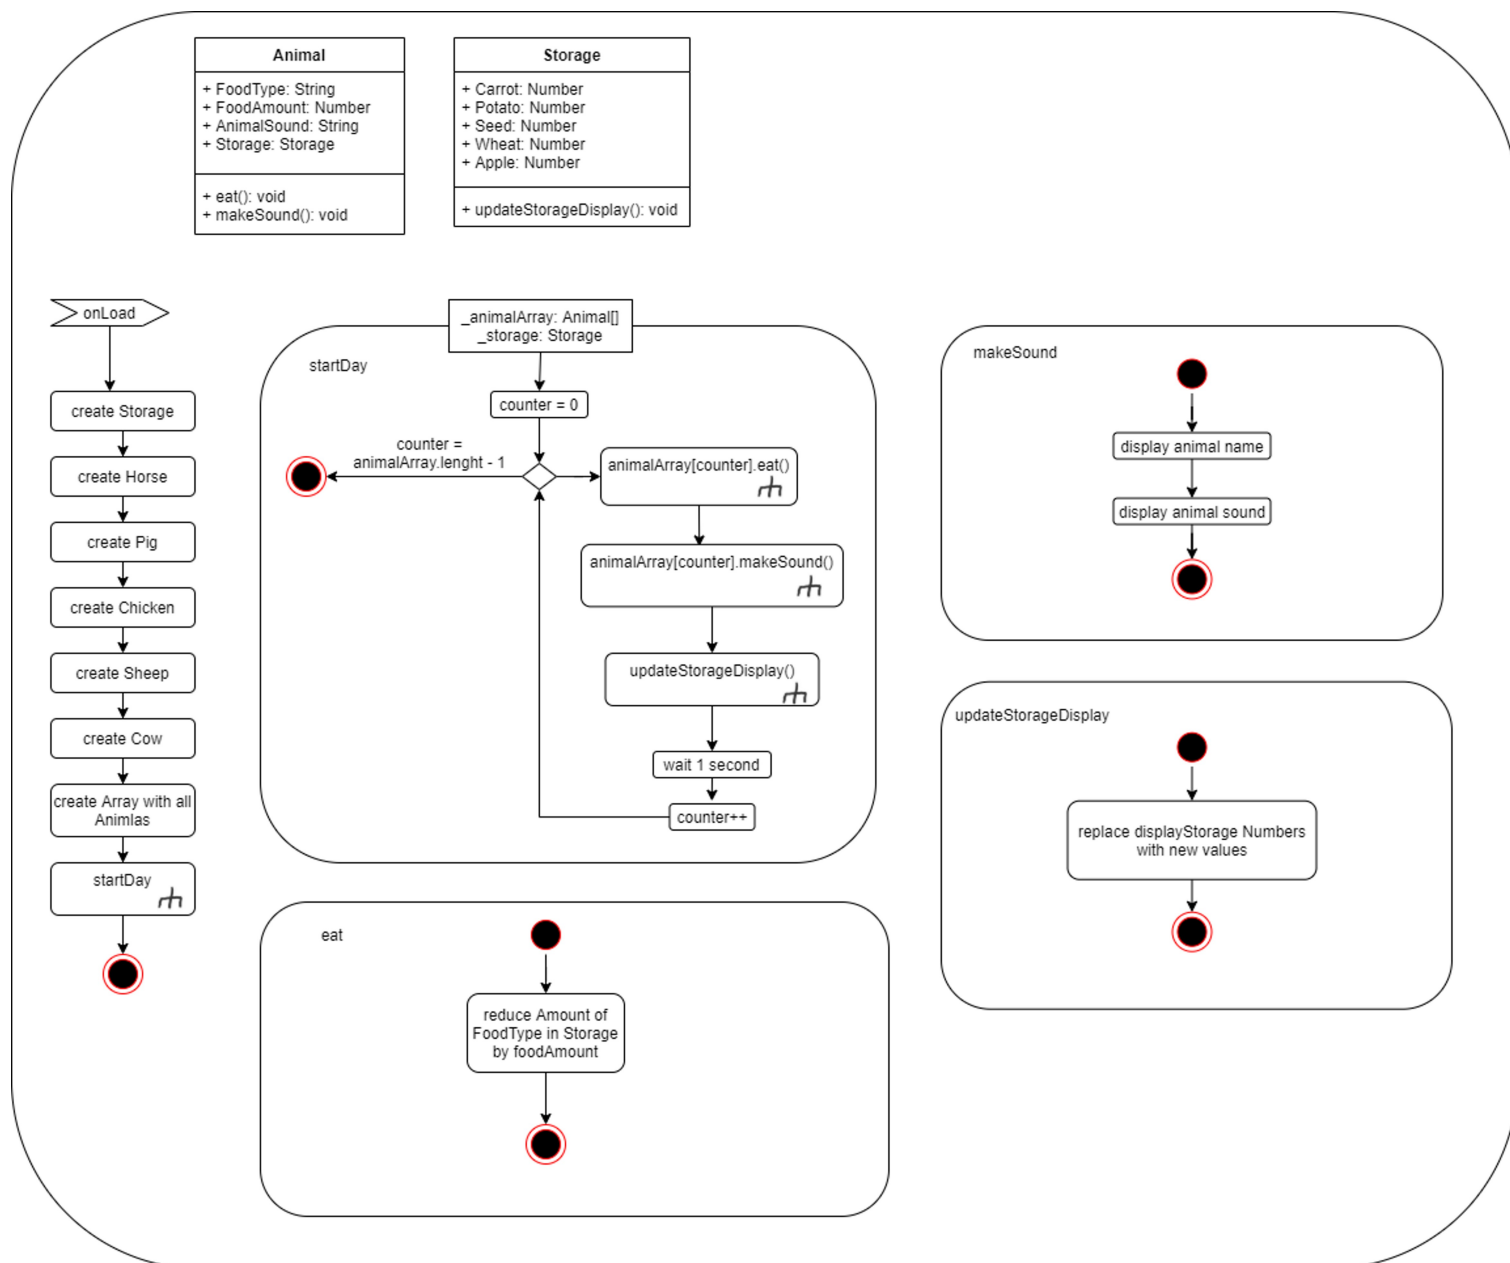 Animal
+ FoodType: String
+ FoodAmount: Number
+ AnimalSound: String
+ Storage: Storage
+ eat(): void
+ makeSound(): void
Storage
+ Carrot: Number
+ Potato: Number
+ Seed: Number
+ Wheat: Number
+ Apple: Number
+ updateStorageDisplay(): void
onLoad
create Storage
create Horse
create Pig
create Chicken
create Sheep
create Cow
create Array with all
Animlas
startDay
_animalArray: Animal[]
_storage: Storage
startDay
counter = 0
counter =
animalArray.lenght - 1
animalArray[counter].eat()
animalArray[counter].makeSound()
updateStorageDisplay()
wait 1 second
counter++
eat
reduce Amount of
FoodType in Storage
by foodAmount
makeSound
display animal name
display animal sound
updateStorageDisplay
replace displayStorage Numbers
with new values